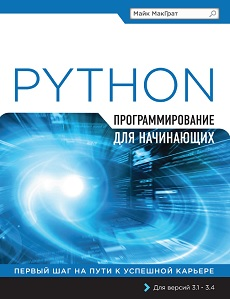 Майк МакГрат
PYTHON
ПРОГРАММИРОВАНИЕ
ДЛЯ НАЧИНАЮЩИХ
ПЕРВЫЙ ШАГ НА ПУТИ К УСПЕШНОЙ КАРЬЕРЕ
Для версий 3.1 - 3.4